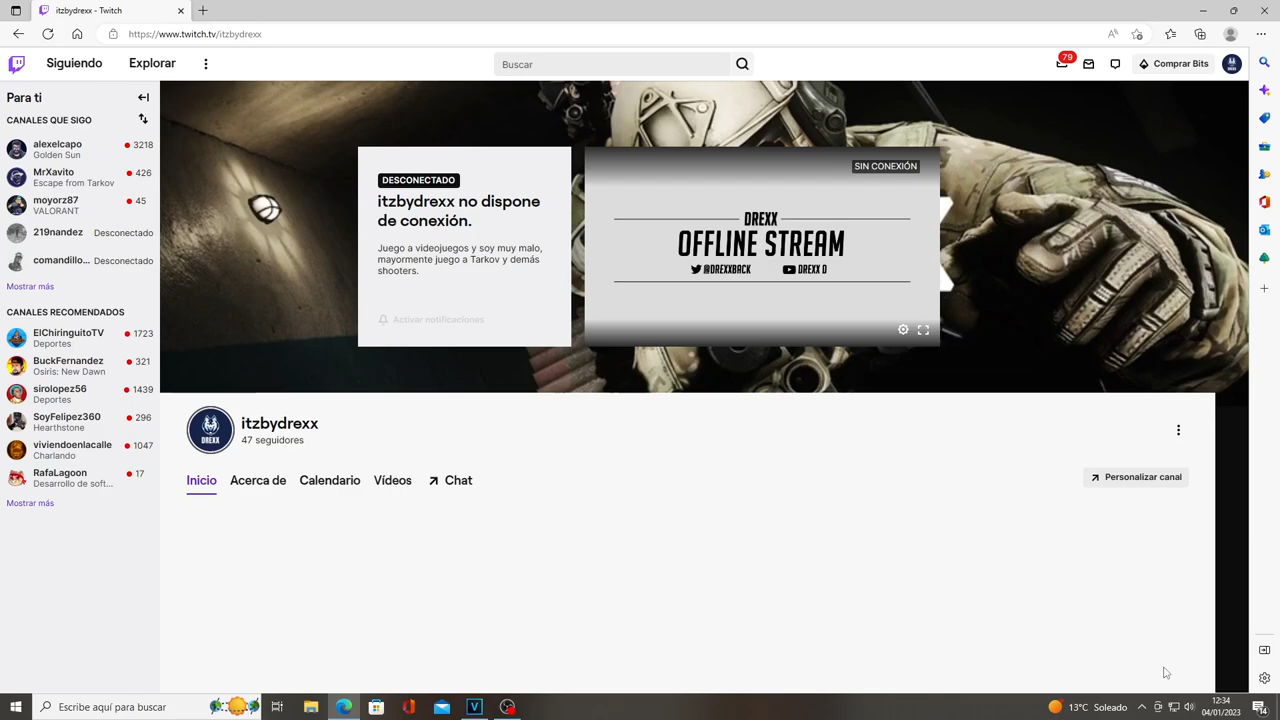 itzbydrexx - Twitch
https://www.twitch.tv/itzbydrexx
Siguiendo
Explorar
Buscar
79
Comprar Bits
Para ti
CANALES QUE SIGO
alexelcapo
3218
Golden Sun
MrXavito
426
Escape from Tarkov
moyorz87
45
VALORANT
219nandez
Desconectado
comandillo...
Desconectado
Mostrar más
CANALES RECOMENDADOS
ElChiringuitoTV
1723
Deportes
BuckFernandez
321
Osiris: New Dawn
sirolopez56
1439
Deportes
SoyFelipez360
296
Hearthstone
viviendoenlacalle
1047
Charlando
RafaLagoon
17
Desarrollo de soft...
Mostrar más
DESCONECTADO
itzbydrexx no dispone
de conexión.
Juego a videojuegos y soy muy malo,
mayormente juego a Tarkov y demás
shooters.
Activar notificaciones
SIN CONEXIÓN
DREXX
OFFLINE STREAM
@DREXXBACK
DREXX D
DREXX
itzbydrexx
47 seguidores
Inicio
Acerca de
Calendario
Vídeos
Chat
Personalizar canal
Escribe aquí para buscar
13°C Soleado
12:34
04/01/2023
14